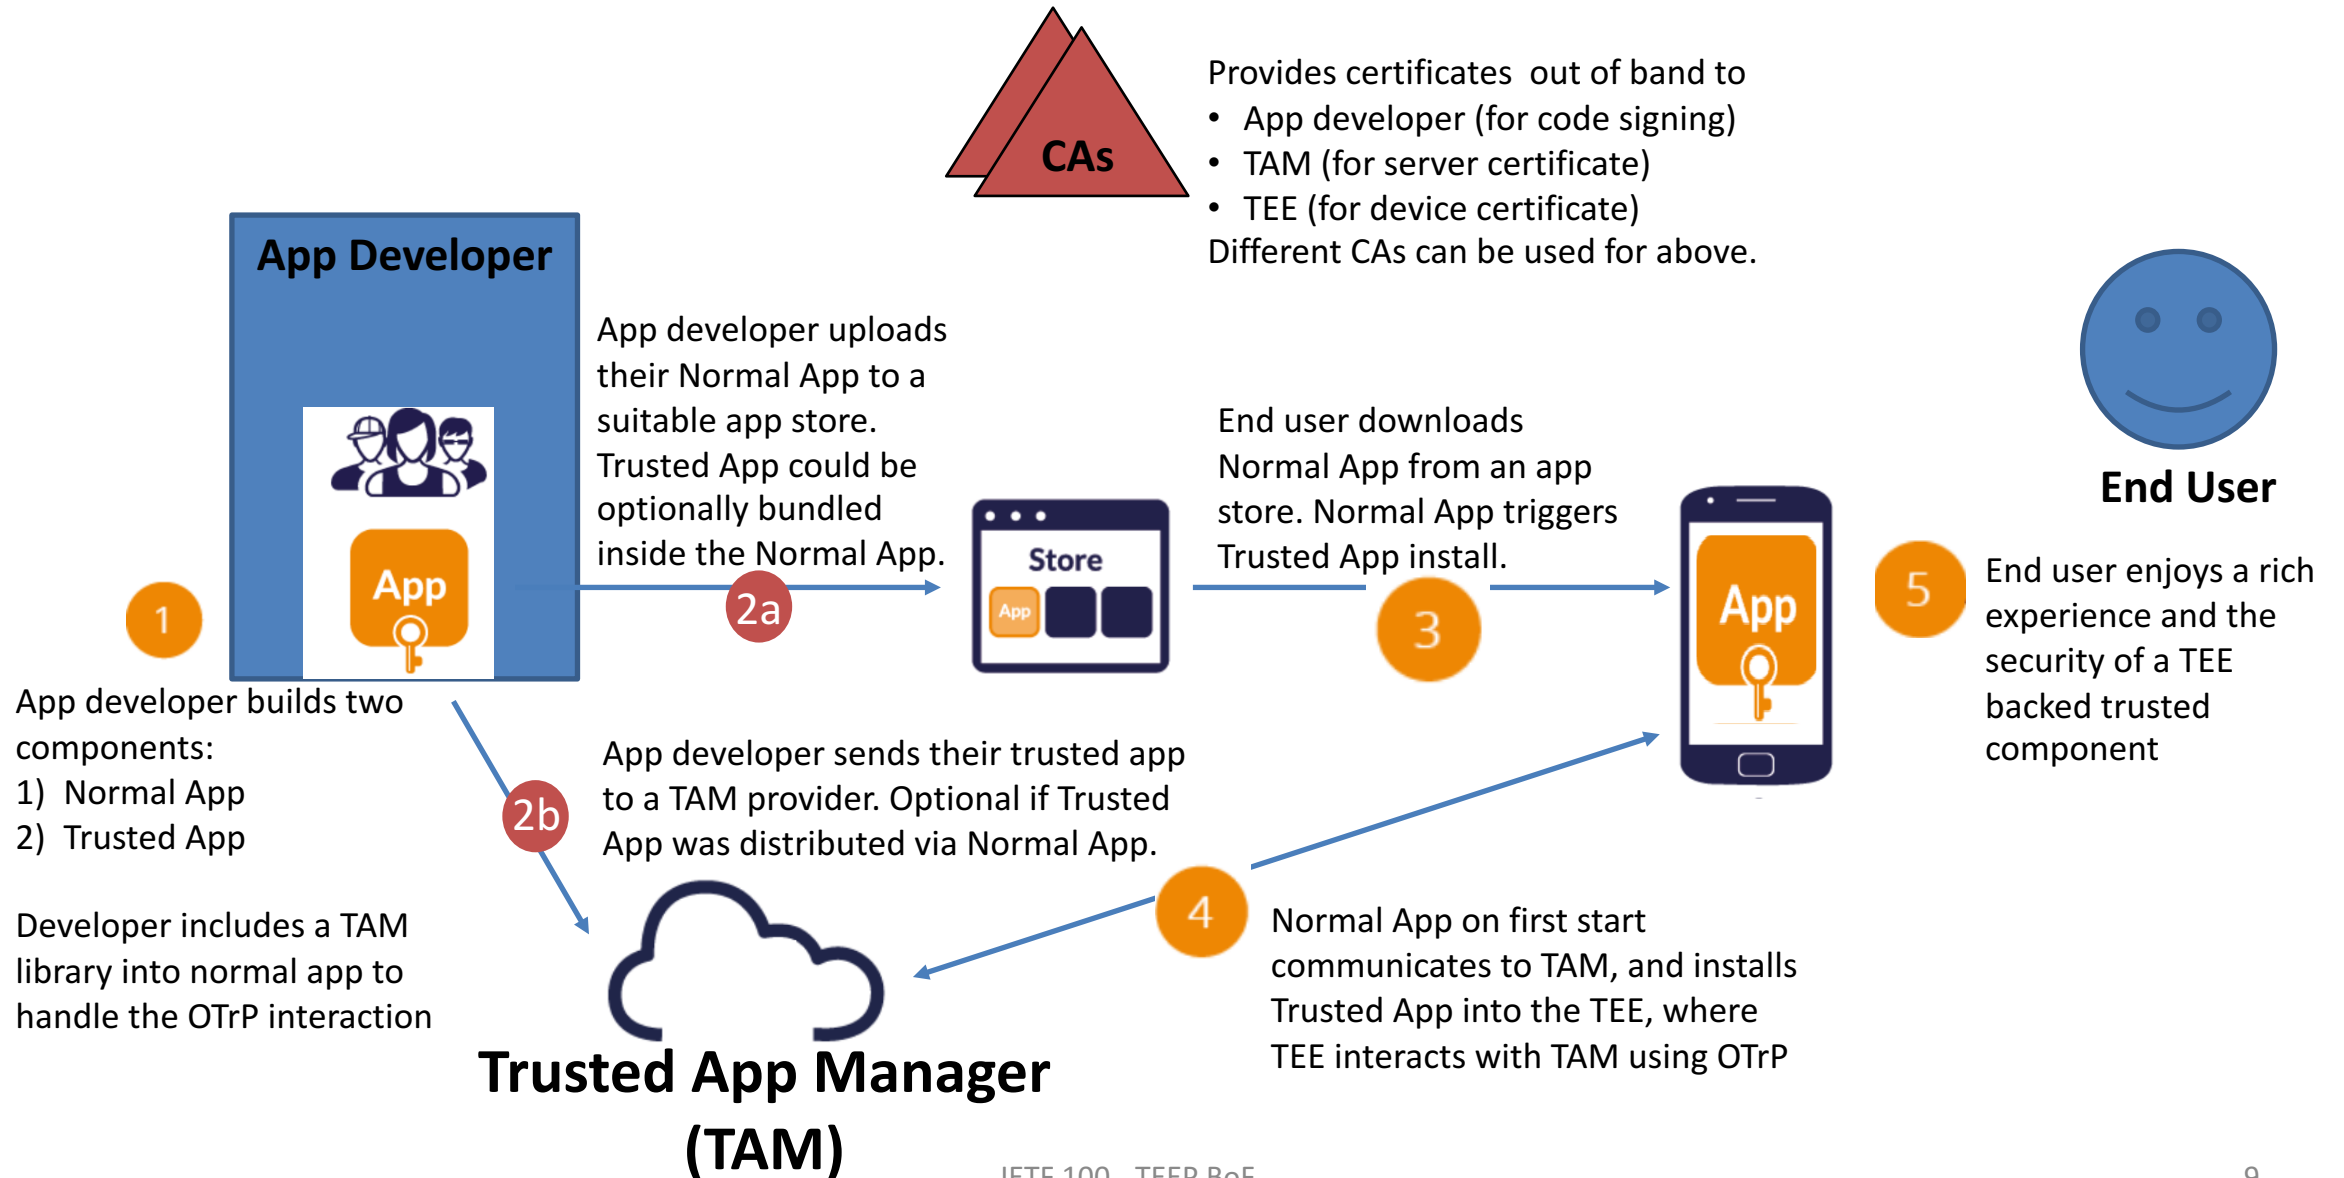 CAs
Provides certificates out of band to
• App developer (for code signing)
• TAM (for server certificate)
• TEE (for device certificate)
Different CAs can be used for above.
App Developer
App
1
App developer builds two
components:
1) Normal App
2) Trusted App
Developer includes a TAM
library into normal app to
handle the OTrP interaction
App developer uploads
their Normal App to a
suitable app store.
Trusted App could be
optionally bundled
inside the Normal App.
2a
Store
App
End user downloads
Normal App from an app
store. Normal App triggers
Trusted App install.
3
App
End User
5
End user enjoys a rich
experience and the
security of a TEE
backed trusted
component
2b
App developer sends their trusted app
to a TAM provider. Optional if Trusted
App was distributed via Normal App.
4
Normal App on first start
communicates to TAM, and installs
Trusted App into the TEE, where
TEE interacts with TAM using OTrP
Trusted App Manager
(TAM)
IETF 100 - TEEP BoF
9